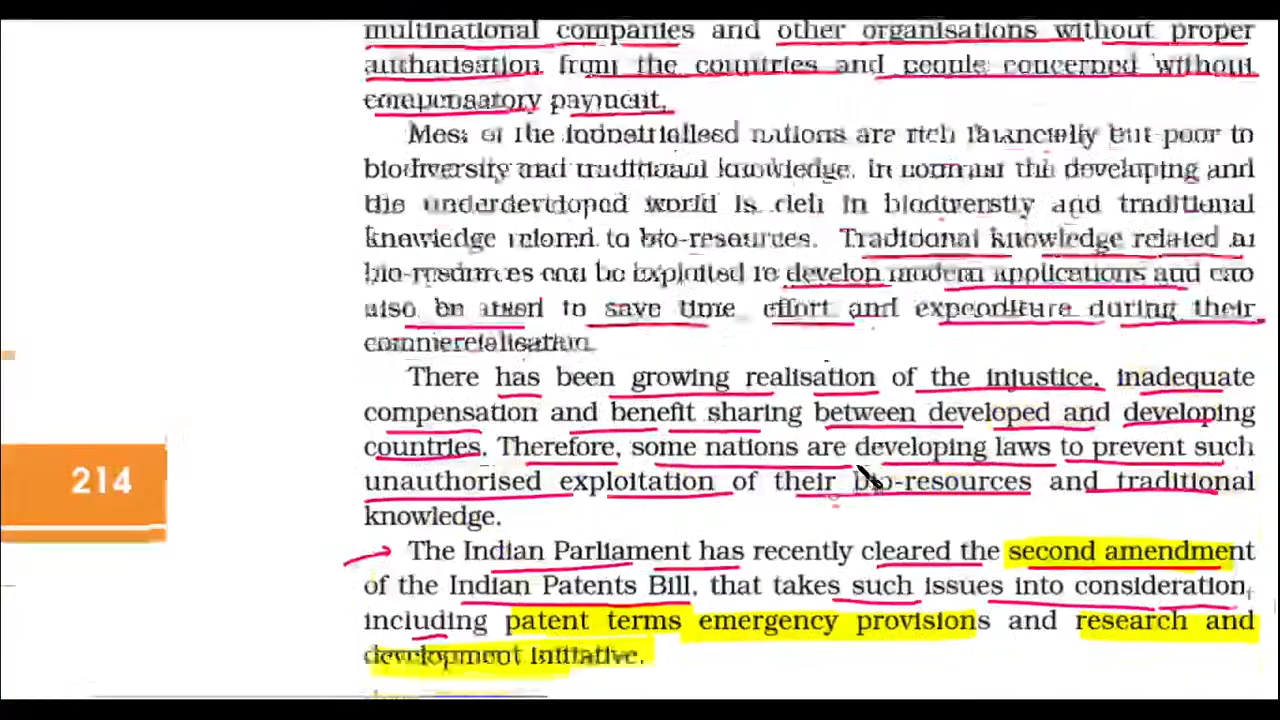 multinational companies and other organisations without proper
authorisation from the countries and people concerned without
compensatory payment.
Most of the industrialised nations are rich financially but poor in
biodiversity and traditional knowledge. In contrast the developing and
the underdeveloped world is rich in biodiversity and traditional
knowledge related to bio-resources. Traditional knowledge related to
bio-resources can be exploited to develop modern applications and can
also be used to save time effort and expenditure during their
commercialisation.
There has been growing realisation of the injustice, inadequate
compensation and benefit sharing between developed and developing
countries. Therefore, some nations are developing laws to prevent such
unauthorised exploitation of their bio-resources and traditional
knowledge.
214
The Indian Parliament has recently cleared the second amendment
of the Indian Patents Bill, that takes such issues into consideration,
including patent terms emergency provisions and research and
development initiative.